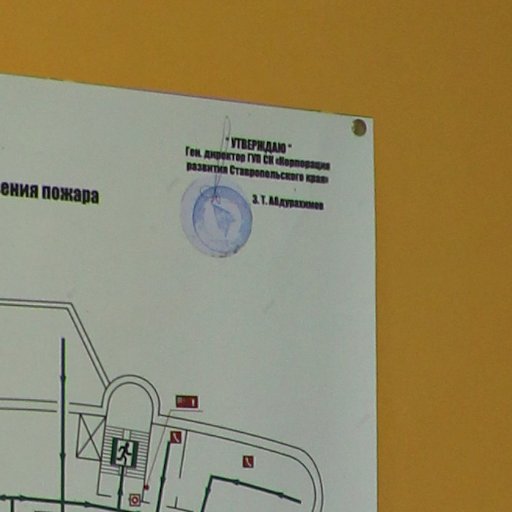 " УТВЕРЖДАЮ "
Ген. директор ГУП СК «Корпорация
развития Ставропольского края»
З. Т. Абдурахимов
ения пожара